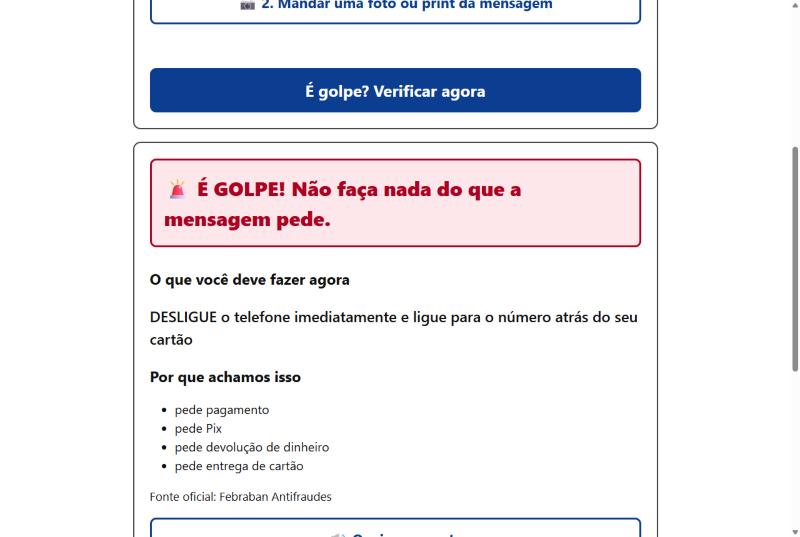 2. Mandar uma foto ou print da mensagem
É golpe? Verificar agora
É GOLPE! Não faça nada do que a
mensagem pede.
O que você deve fazer agora
DESLIGUE o telefone imediatamente e ligue para o número atrás do seu
cartão
Por que achamos isso
pede pagamento
pede Pix
pede devolução de dinheiro
pede entrega de cartão
Fonte oficial: Febraban Antifraudes